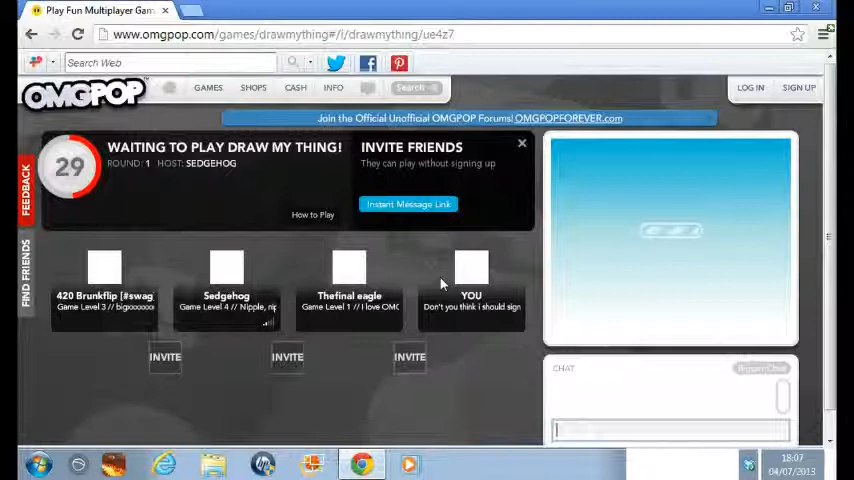 Play Fun Multiplayer Gam
www.omgpop.com/games/drawmything#/i/drawmything/ue4z7
Search Web
OMGPOP
GAMES SHOPS CASH INFO Search LOG IN SIGN UP
Join the Official Unofficial OMGPOP Forums! OMGPOPFOREVER.com
29
WAITING TO PLAY DRAW MY THING!
ROUND: 1 HOST: SEDGEHOG
How to Play
INVITE FRIENDS
They can play without signing up
Instant Message Link
FEEDBACK
FIND FRIENDS
420 Brunkflip [#swag
Game Level 3 //
Sedgehog
Game Level 4 // Nipple, nip
Thefinal eagle
Game Level 1 // I love OMG
YOU
Don't you think i should sign
INVITE INVITE INVITE
CHAT
Bigger Chat
18:07
04/07/2013